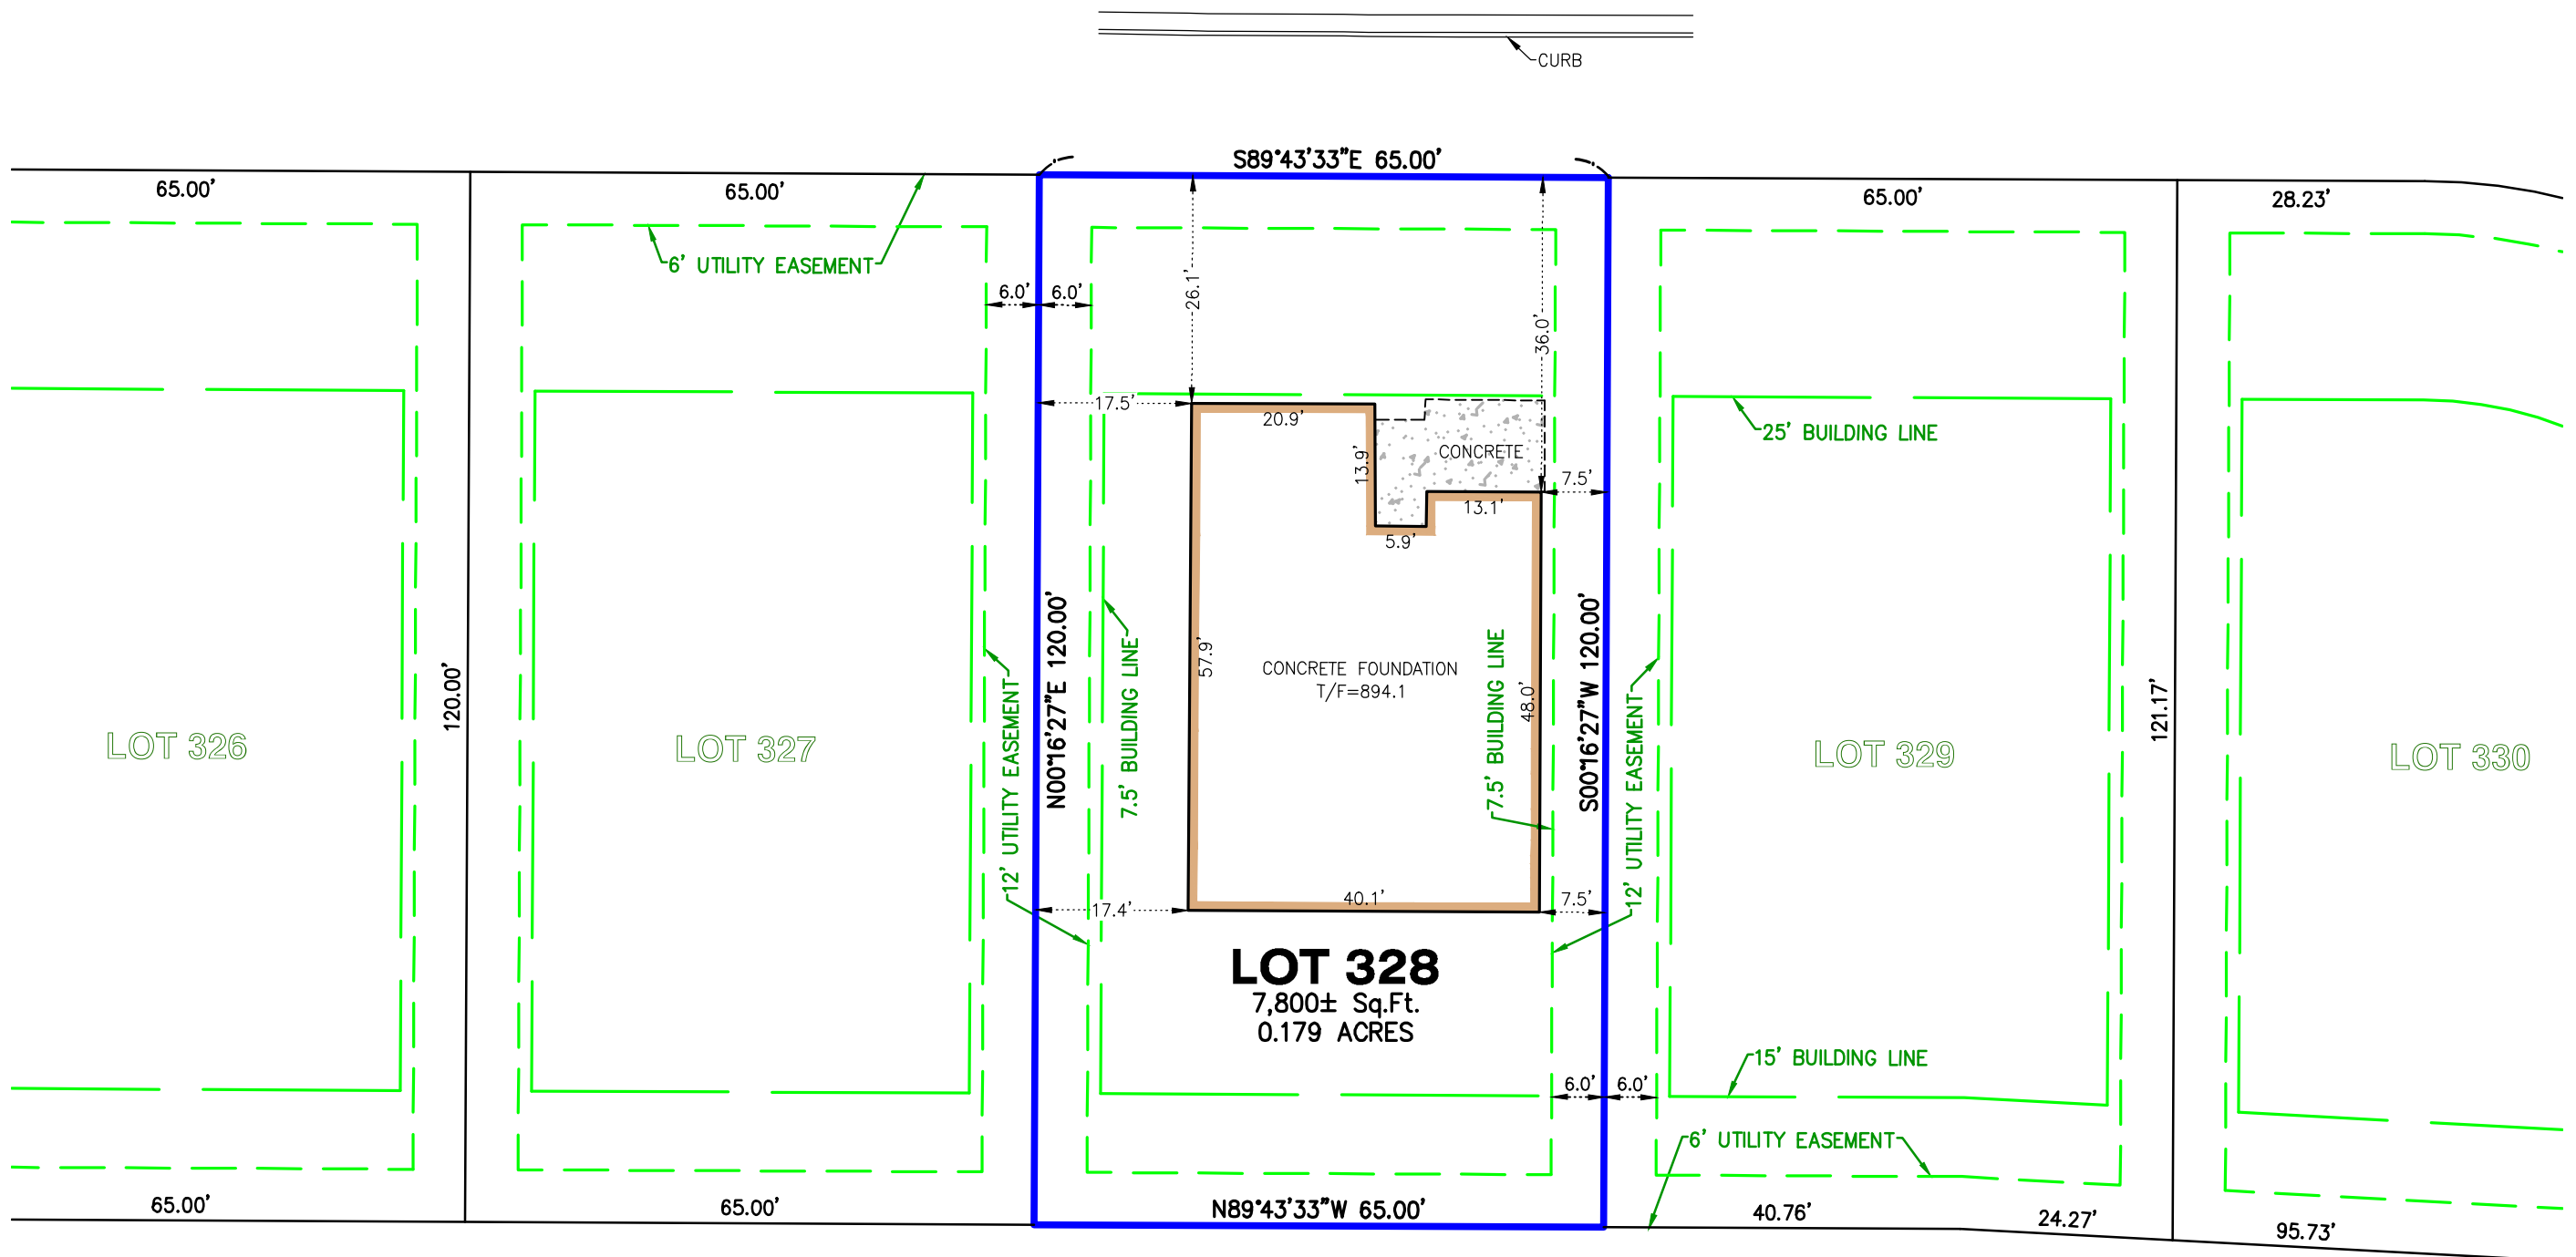 CURB
S89°43'33"E 65.00'
65.00'
65.00'
65.00'
28.23'
6' UTILITY EASEMENT
6.0'
6.0'
26.1'
36.0'
17.5'
20.9'
25' BUILDING LINE
13.9'
CONCRETE
7.5'
13.1'
5.9'
N00°16'27"E 120.00'
S00°16'27"W 120.00'
120.00'
121.17'
12' UTILITY EASEMENT
7.5' BUILDING LINE
57.9'
CONCRETE FOUNDATION
T/F=894.1
7.5' BUILDING LINE
48.0'
12' UTILITY EASEMENT
LOT 326
LOT 327
LOT 329
LOT 330
17.4'
40.1'
7.5'
LOT 328
7,800± Sq.Ft.
0.179 ACRES
15' BUILDING LINE
6.0'
6.0'
6' UTILITY EASEMENT
65.00'
65.00'
N89°43'33"W 65.00'
40.76'
24.27'
95.73'